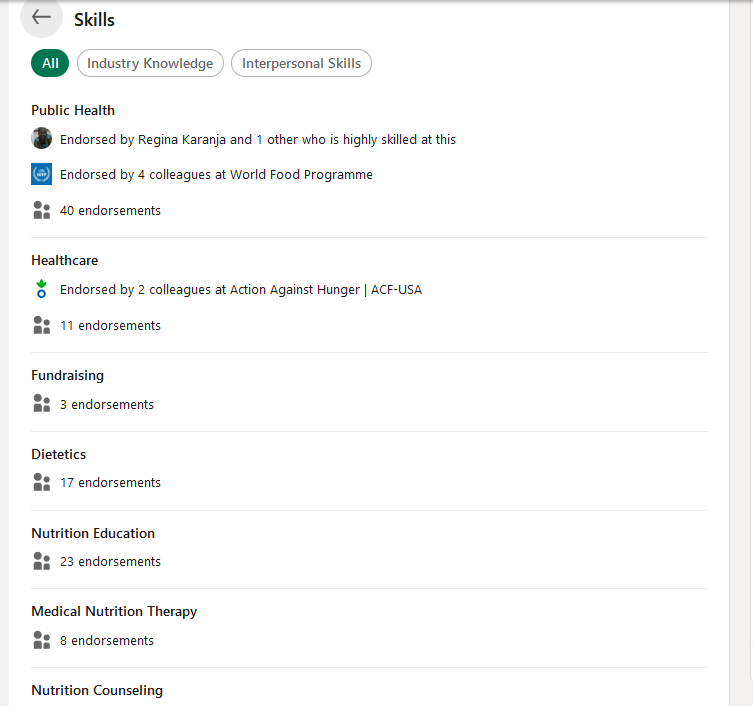 Skills
All Industry Knowledge Interpersonal Skills
Public Health
Endorsed by Regina Karanja and 1 other who is highly skilled at this
Endorsed by 4 colleagues at World Food Programme
40 endorsements
Healthcare
Endorsed by 2 colleagues at Action Against Hunger | ACF-USA
11 endorsements
Fundraising
3 endorsements
Dietetics
17 endorsements
Nutrition Education
23 endorsements
Medical Nutrition Therapy
8 endorsements
Nutrition Counseling